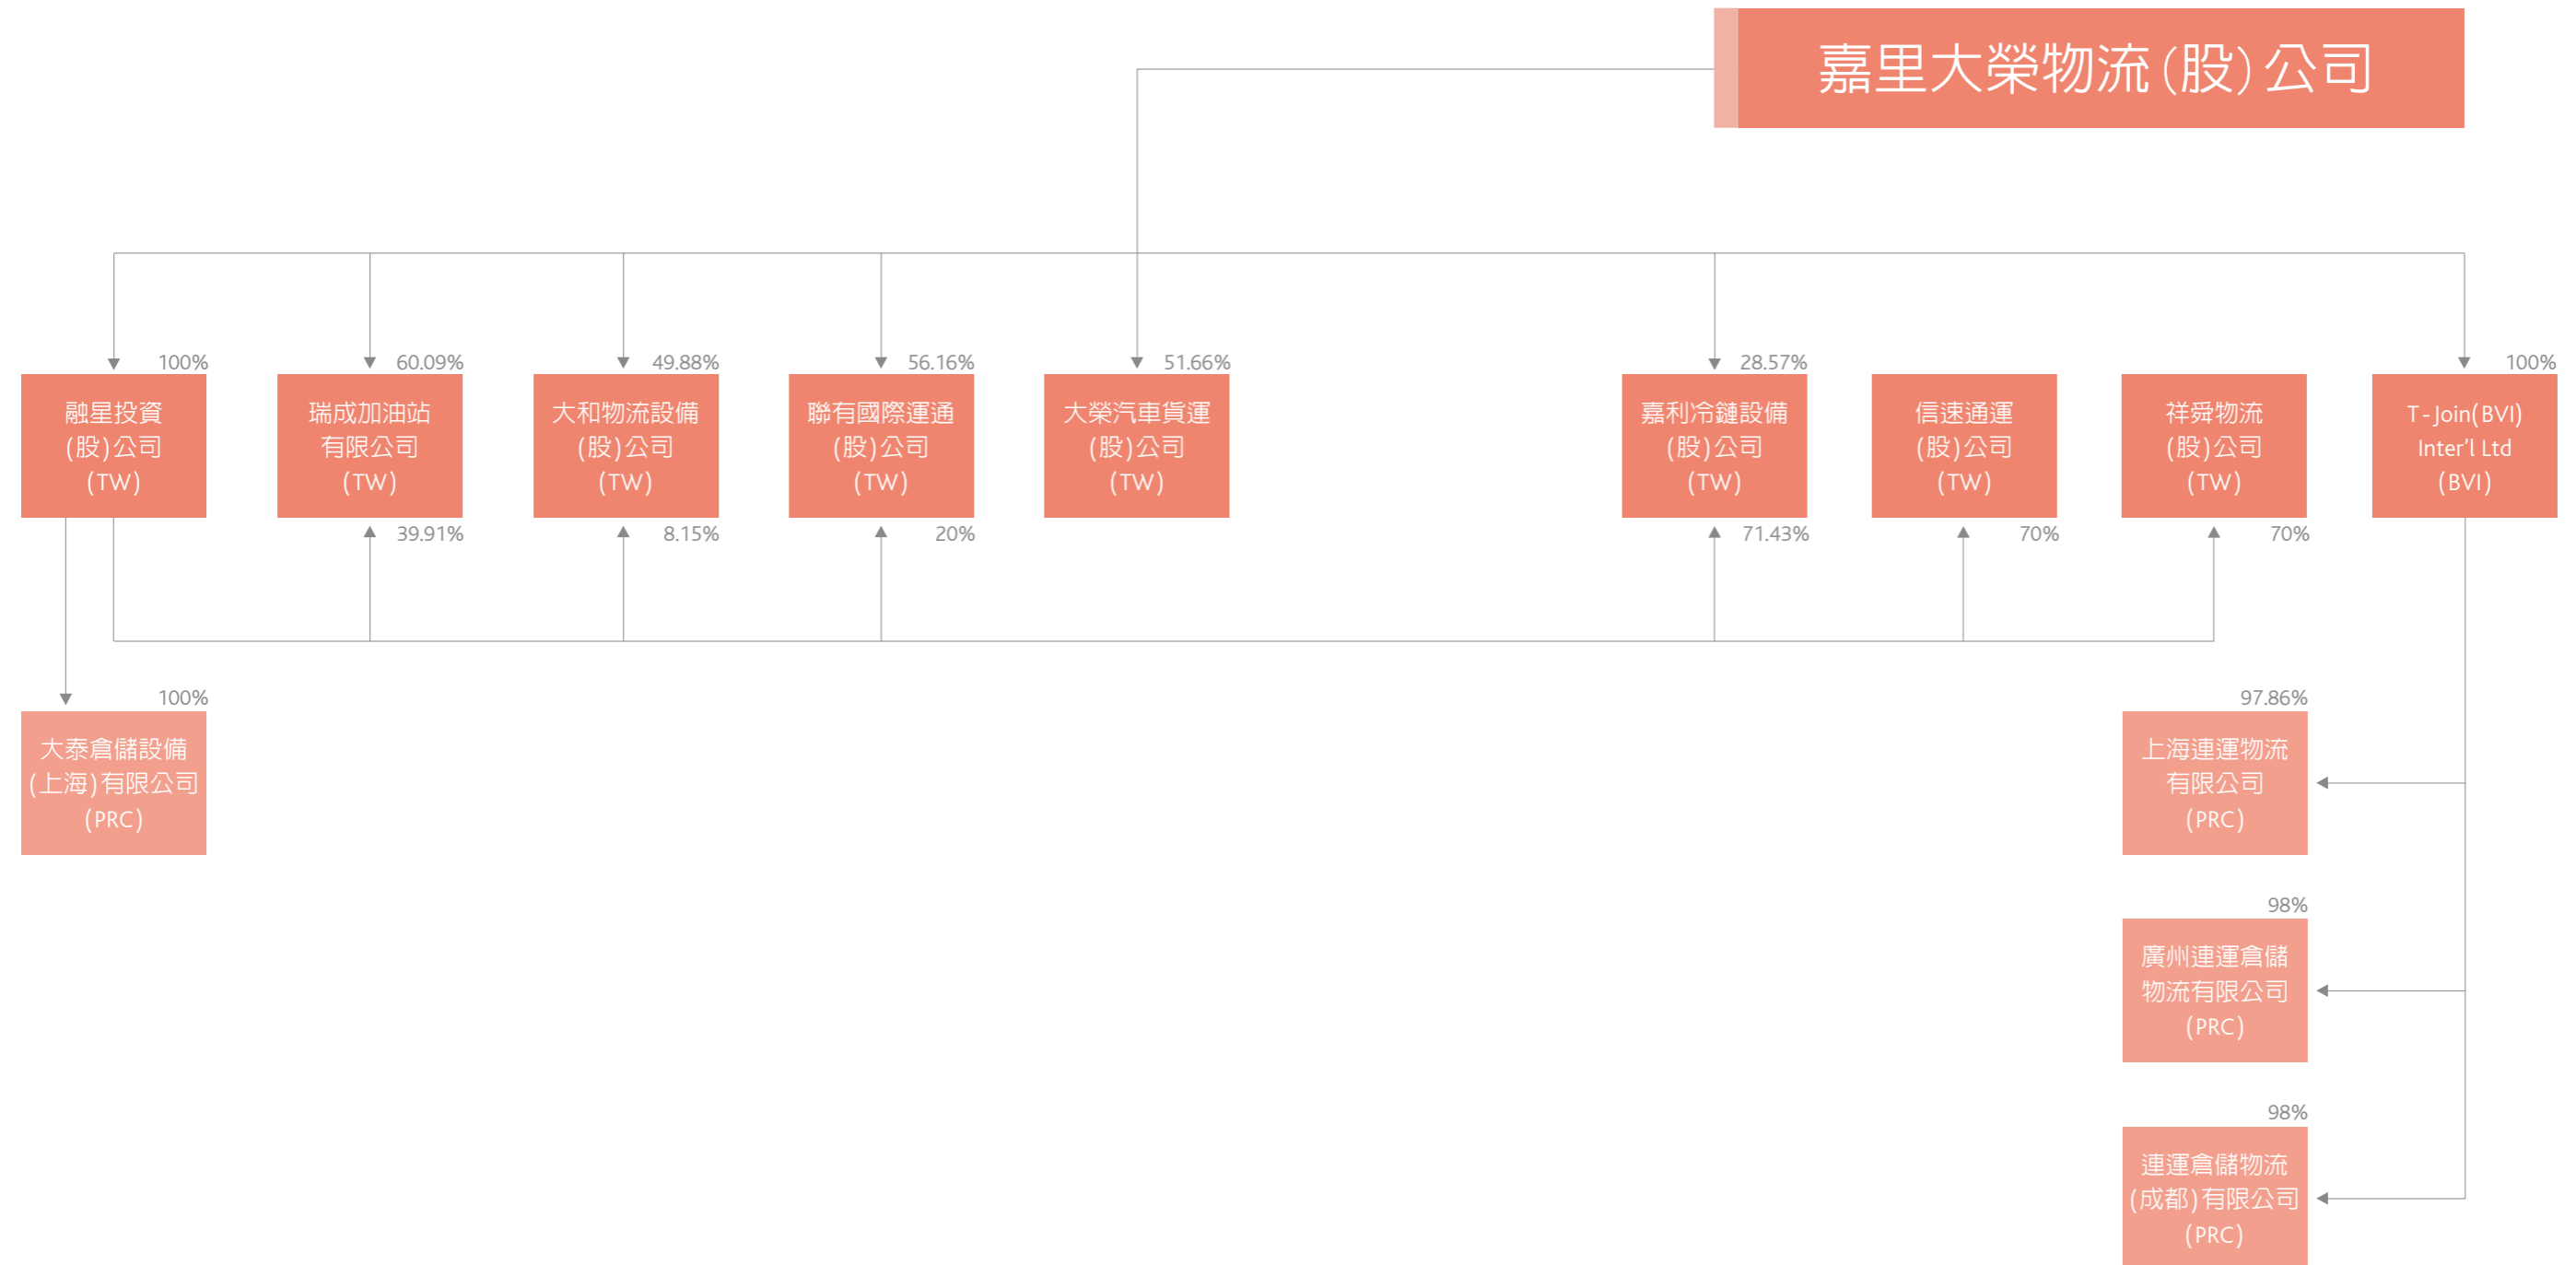 嘉里大榮物流(股)公司
100%
融星投資
(股)公司
(TW)
60.09%
瑞成加油站
有限公司
(TW)
39.91%
49.88%
大和物流設備
(股)公司
(TW)
8.15%
56.16%
聯有國際運通
(股)公司
(TW)
20%
51.66%
大榮汽車貨運
(股)公司
(TW)
28.57%
嘉利冷鏈設備
(股)公司
(TW)
71.43%
信速通運
(股)公司
(TW)
70%
祥舜物流
(股)公司
(TW)
70%
100%
T-Join(BVI)
Inter’l Ltd
(BVI)
100%
大泰倉儲設備
(上海)有限公司
(PRC)
97.86%
上海連運物流
有限公司
(PRC)
98%
廣州連運倉儲
物流有限公司
(PRC)
98%
連運倉儲物流
(成都)有限公司
(PRC)